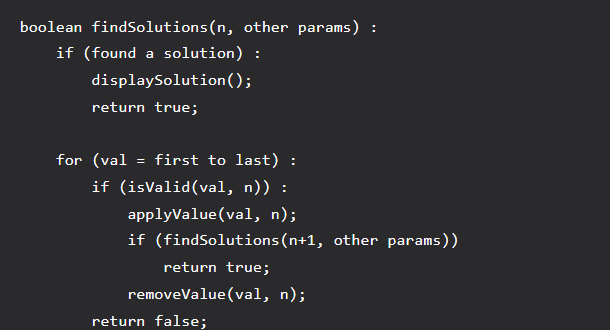 boolean findSolutions(n, other params) :
    if (found a solution) :
        displaySolution();
        return true;

    for (val = first to last) :
        if (isValid(val, n)) :
            applyValue(val, n);
            if (findSolutions(n+1, other params))
                return true;
            removeValue(val, n);
        return false;